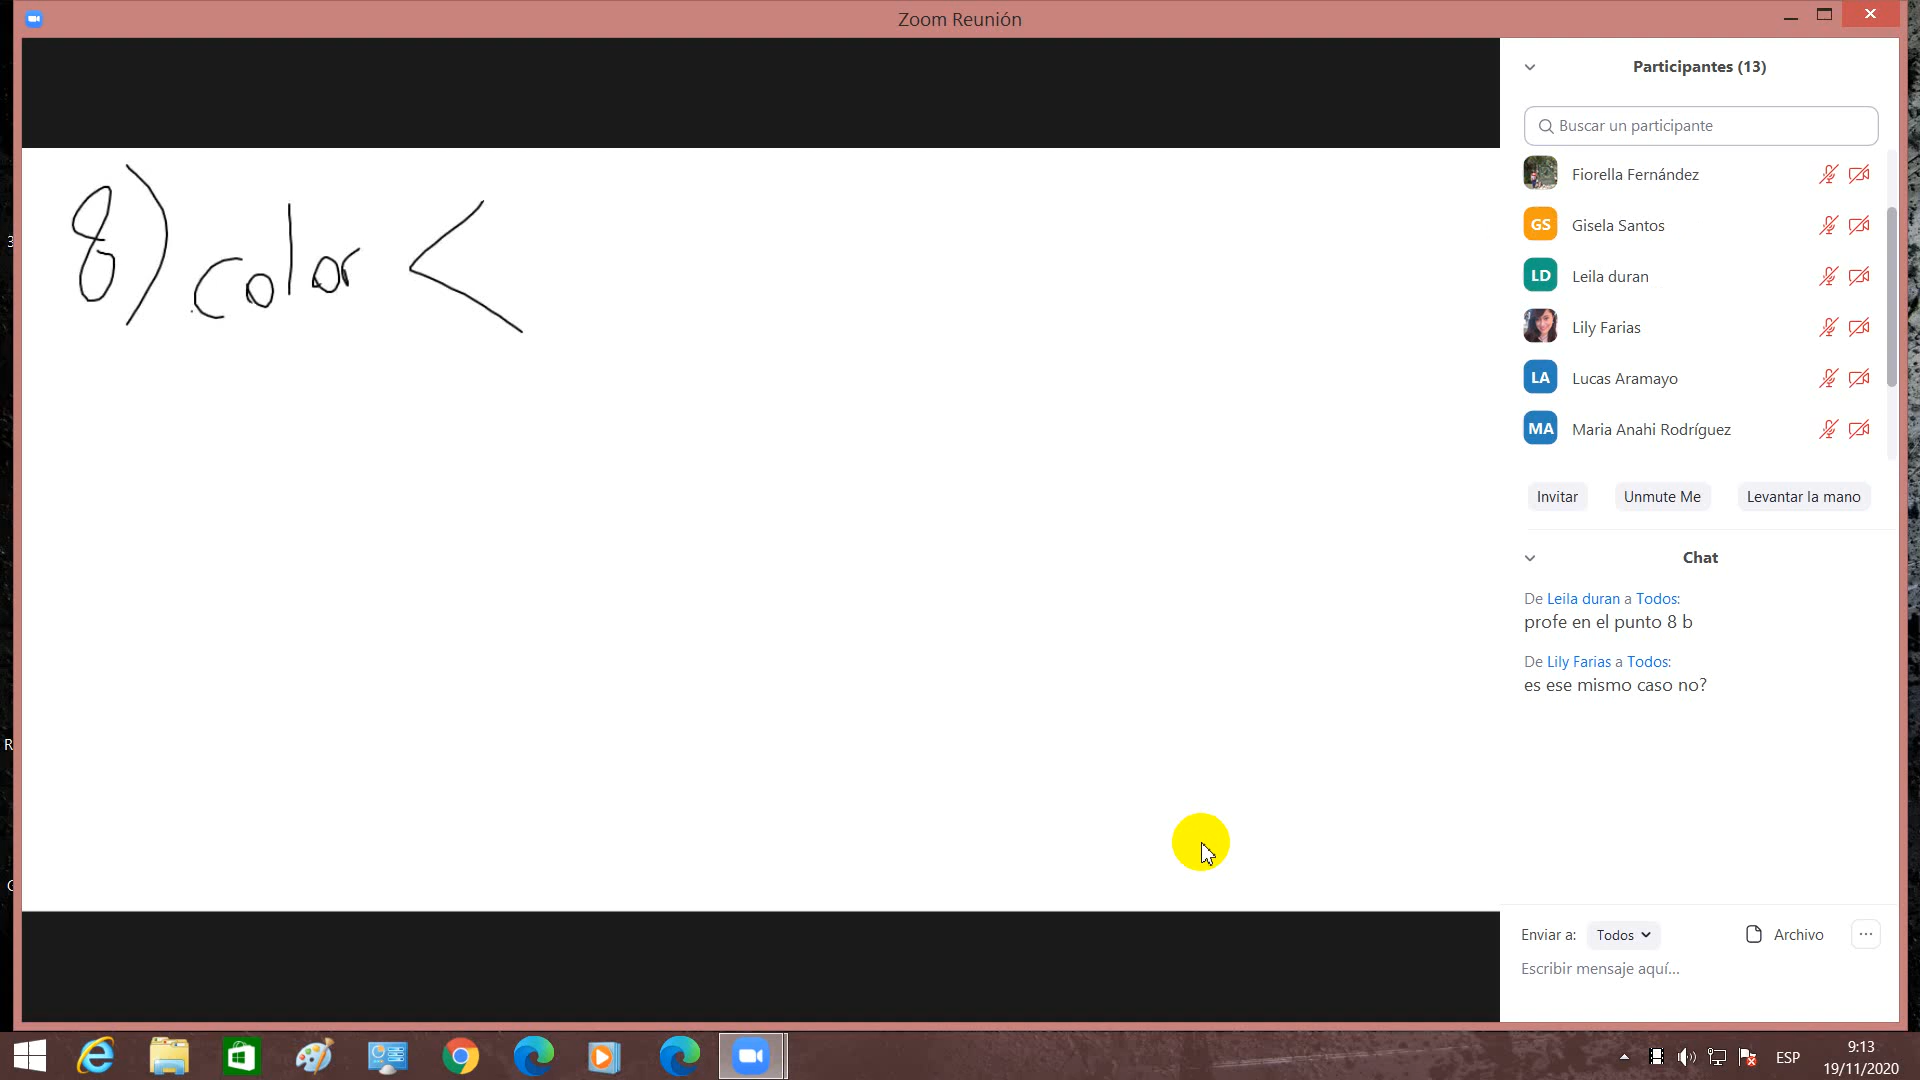 Zoom Reunión
8) color <
Participantes (13)
Buscar un participante
Fiorella Fernández
GS Gisela Santos
LD Leila duran
Lily Farias
LA Lucas Aramayo
MA Maria Anahi Rodríguez
Invitar Unmute Me Levantar la mano
Chat
De Leila duran a Todos:
profe en el punto 8 b
De Lily Farias a Todos:
es ese mismo caso no?
Enviar a: Todos Archivo ...
Escribir mensaje aquí...
3
R
C
ESP
9:13
19/11/2020